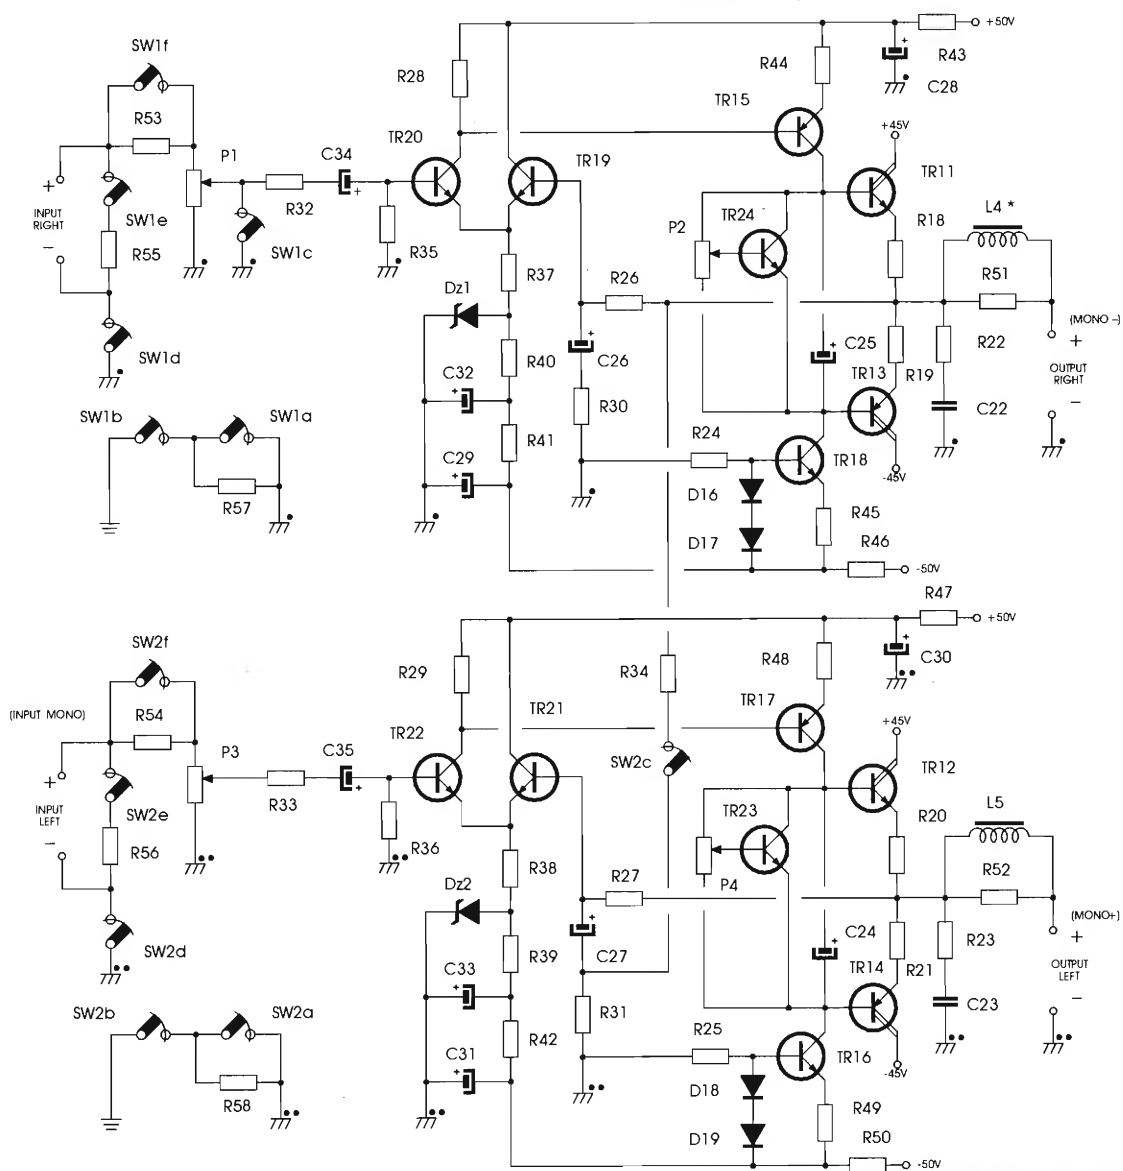 +50V
R43
C28
SW1f
R28
R44
TR15
R53
+45V
TR20
C34
TR19
P1
TR11
INPUT
RIGHT
+
−
SW1e
R32
R18
L4 *
SW1c
R35
P2
TR24
R55
R37
R26
R51
Dz1
(MONO −)
SW1d
R40
C26
C25
R22
+
C32
TR13
R19
OUTPUT
RIGHT
−
R30
C22
SW1b
SW1a
R41
R24
C29
TR18
-45V
R57
D16
R45
D17
R46
-50V
R47
+50V
SW2f
R29
R34
R48
C30
TR17
(INPUT MONO)
R54
TR21
+45V
C35
TR22
P3
SW2c
TR12
+
INPUT
LEFT
−
SW2e
R33
TR23
R20
L5
R56
R36
R38
R27
P4
R52
Dz2
(MONO+)
SW2d
R39
C27
C24
R23
+
C33
TR14
R21
OUTPUT
LEFT
−
R31
C23
SW2b
SW2a
R42
R25
C31
TR16
-45V
R58
D18
R49
D19
R50
-50V